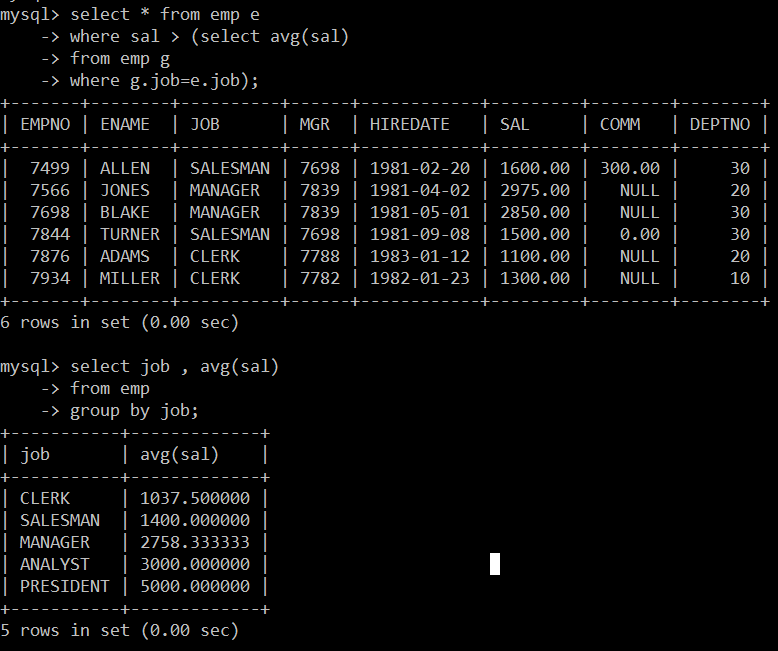 mysql> select * from emp e
    -> where sal > (select avg(sal)
    -> from emp g
    -> where g.job=e.job);
+-------+--------+----------+------+------------+---------+--------+--------+
| EMPNO | ENAME  | JOB      | MGR  | HIREDATE   | SAL     | COMM   | DEPTNO |
+-------+--------+----------+------+------------+---------+--------+--------+
|  7499 | ALLEN  | SALESMAN | 7698 | 1981-02-20 | 1600.00 | 300.00 |     30 |
|  7566 | JONES  | MANAGER  | 7839 | 1981-04-02 | 2975.00 |   NULL |     20 |
|  7698 | BLAKE  | MANAGER  | 7839 | 1981-05-01 | 2850.00 |   NULL |     30 |
|  7844 | TURNER | SALESMAN | 7698 | 1981-09-08 | 1500.00 |   0.00 |     30 |
|  7876 | ADAMS  | CLERK    | 7788 | 1983-01-12 | 1100.00 |   NULL |     20 |
|  7934 | MILLER | CLERK    | 7782 | 1982-01-23 | 1300.00 |   NULL |     10 |
+-------+--------+----------+------+------------+---------+--------+--------+
6 rows in set (0.00 sec)
mysql> select job , avg(sal)
    -> from emp
    -> group by job;
+-----------+-------------+
| job       | avg(sal)    |
+-----------+-------------+
| CLERK     | 1037.500000 |
| SALESMAN  | 1400.000000 |
| MANAGER   | 2758.333333 |
| ANALYST   | 3000.000000 |
| PRESIDENT | 5000.000000 |
+-----------+-------------+
5 rows in set (0.00 sec)